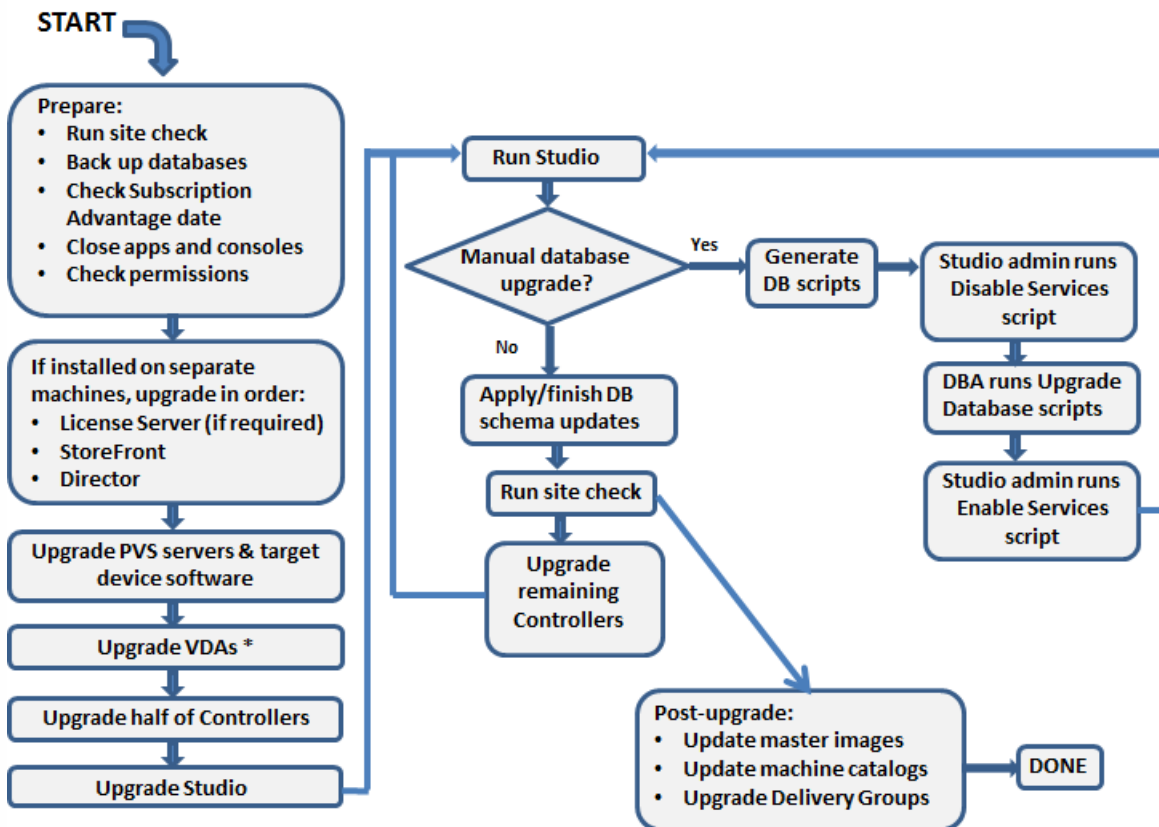 START
Prepare:
• Run site check
• Back up databases
• Check Subscription
Advantage date
• Close apps and consoles
• Check permissions
If installed on separate
machines, upgrade in order:
• License Server (if required)
• StoreFront
• Director
Upgrade PVS servers & target
device software
Upgrade VDAs *
Upgrade half of Controllers
Upgrade Studio
Run Studio
Manual database
upgrade?
Yes
Generate
DB scripts
Studio admin runs
Disable Services
script
DBA runs Upgrade
Database scripts
Studio admin runs
Enable Services
script
No
Apply/finish DB
schema updates
Run site check
Upgrade
remaining
Controllers
Post-upgrade:
• Update master images
• Update machine catalogs
• Upgrade Delivery Groups
DONE